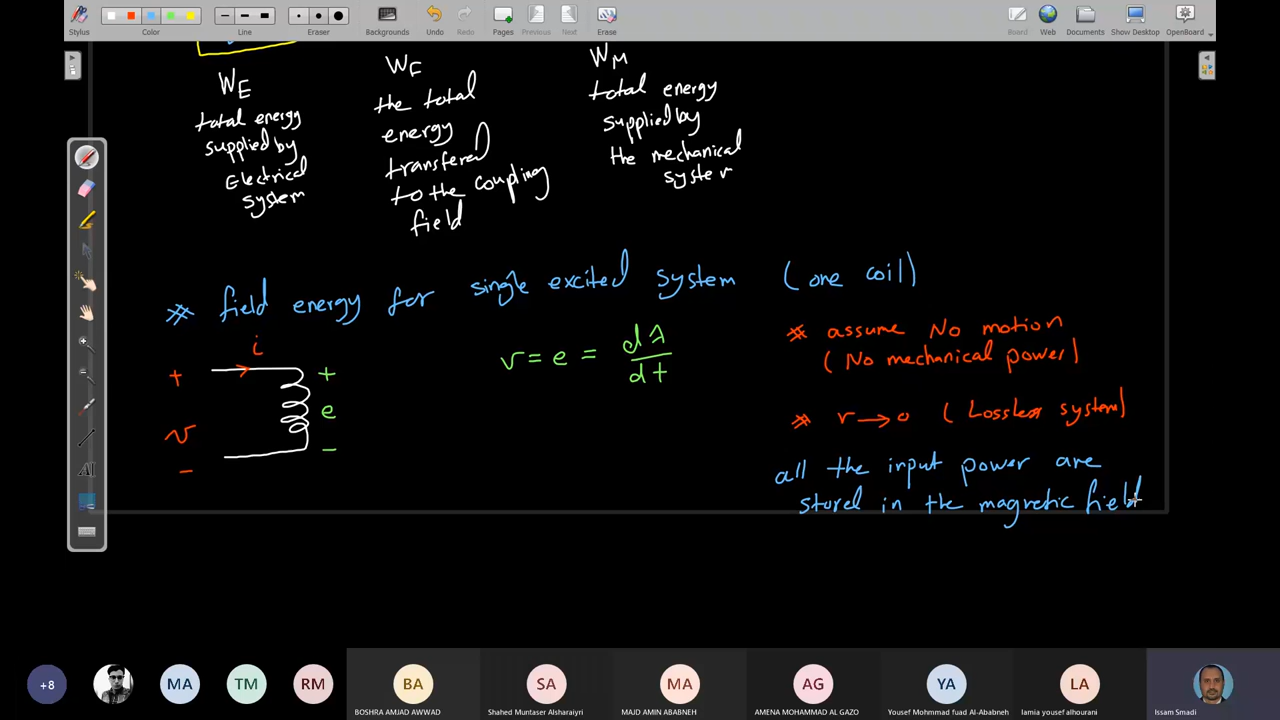 Stylus
Color
Line
Eraser
Backgrounds
Undo
Redo
Pages
Previous
Next
Erase
Board
Web
Documents
Show Desktop
OpenBoard
WE
total energy
supplied by
Electrical
system
WF
the total
energy
transfered
to the coupling
field
WM
total energy
supplied by
the mechanical
system
* field energy for single excited system (one coil)
i
+
v
-
+
e
-
v = e = dλ/dt
* assume No motion
(No mechanical power)
* r → 0 (Lossless system)
all the input power are
stored in the magnetic field
AI
+8
MA
TM
RM
BA
BOSHRA AMJAD AWWAD
SA
Shahed Muntaser Alsharaiyri
MA
MAJD AMIN ABABNEH
AG
AMENA MOHAMMAD AL GAZO
YA
Yousef Mohmmad fuad Al-Ababneh
LA
lamia yousef alhourani
Issam Smadi